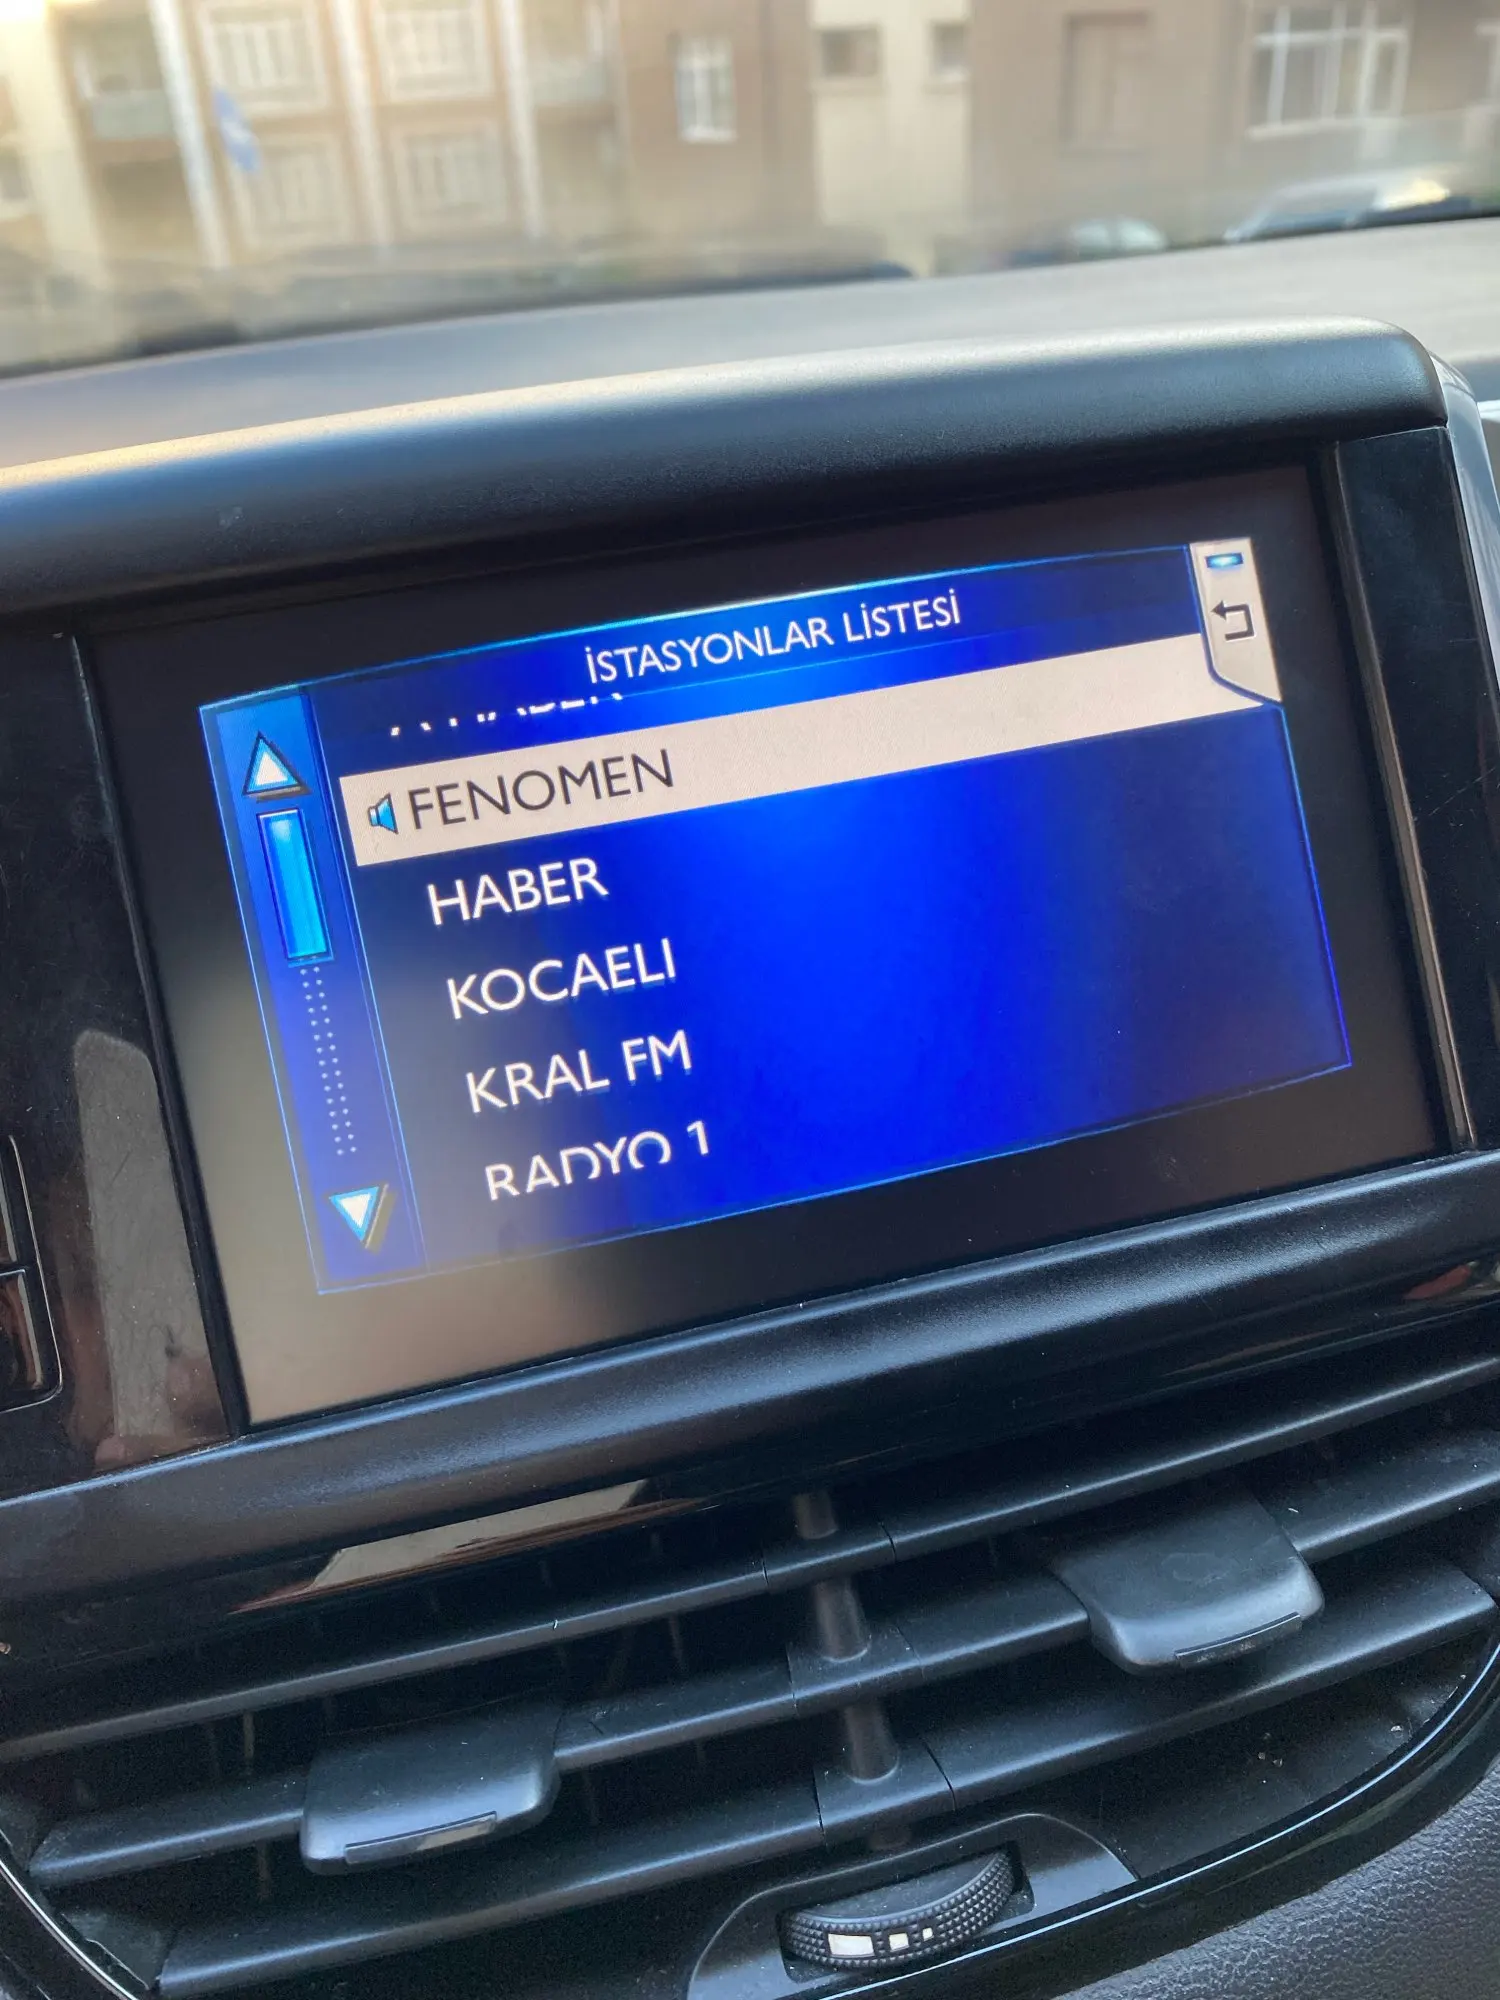 İSTASYONLAR LİSTESİ
FENOMEN
HABER
KOCAELI
KRAL FM
RADYO 1